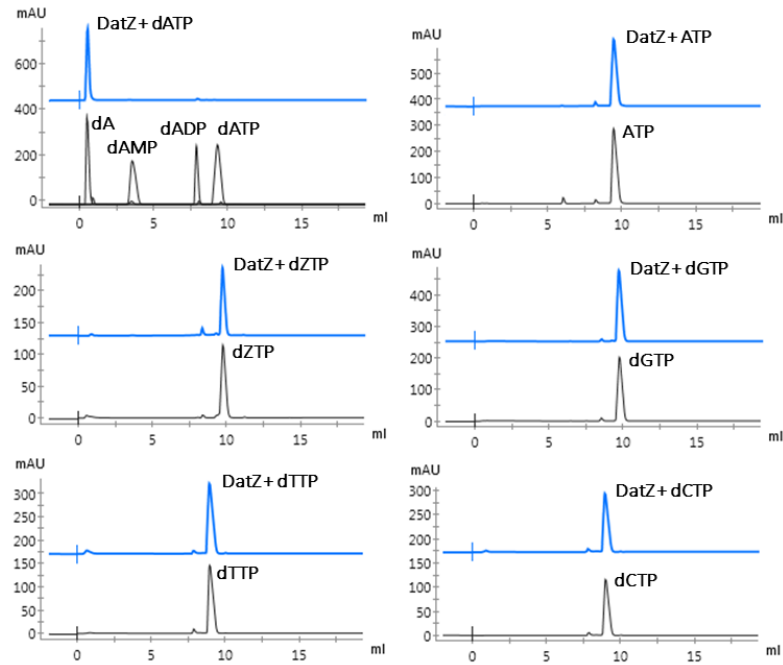 mAU
DatZ + dATP
600
400
dA
dAMP
dADP
dATP
200
0
0
5
10
15
ml
mAU
DatZ + ATP
500
400
300
ATP
200
100
0
0
5
10
15
ml
mAU
DatZ + dZTP
200
150
100
dZTP
50
0
0
5
10
15
ml
mAU
DatZ + dGTP
400
300
200
dGTP
100
0
0
5
10
15
ml
mAU
DatZ + dTTP
300
250
200
150
dTTP
100
50
0
0
5
10
15
ml
mAU
DatZ + dCTP
300
250
200
150
dCTP
100
50
0
0
5
10
15
ml